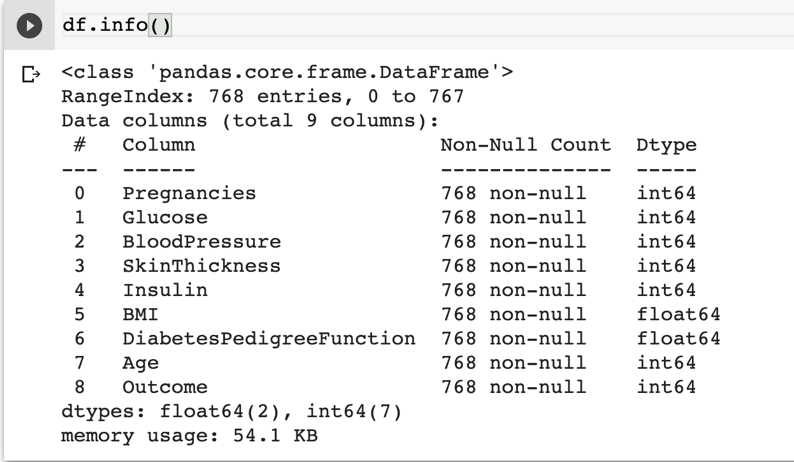 df.info()
<class 'pandas.core.frame.DataFrame'>
RangeIndex: 768 entries, 0 to 767
Data columns (total 9 columns):
 #   Column                    Non-Null Count  Dtype
---  ------                    --------------  -----
 0   Pregnancies               768 non-null    int64
 1   Glucose                   768 non-null    int64
 2   BloodPressure             768 non-null    int64
 3   SkinThickness             768 non-null    int64
 4   Insulin                   768 non-null    int64
 5   BMI                       768 non-null    float64
 6   DiabetesPedigreeFunction  768 non-null    float64
 7   Age                       768 non-null    int64
 8   Outcome                   768 non-null    int64
dtypes: float64(2), int64(7)
memory usage: 54.1 KB